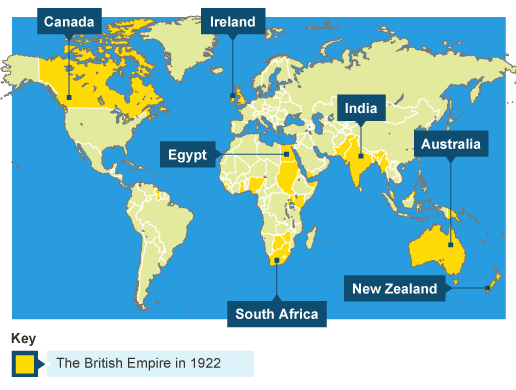 Canada
Ireland
India
Australia
Egypt
New Zealand
South Africa
Key
The British Empire in 1922